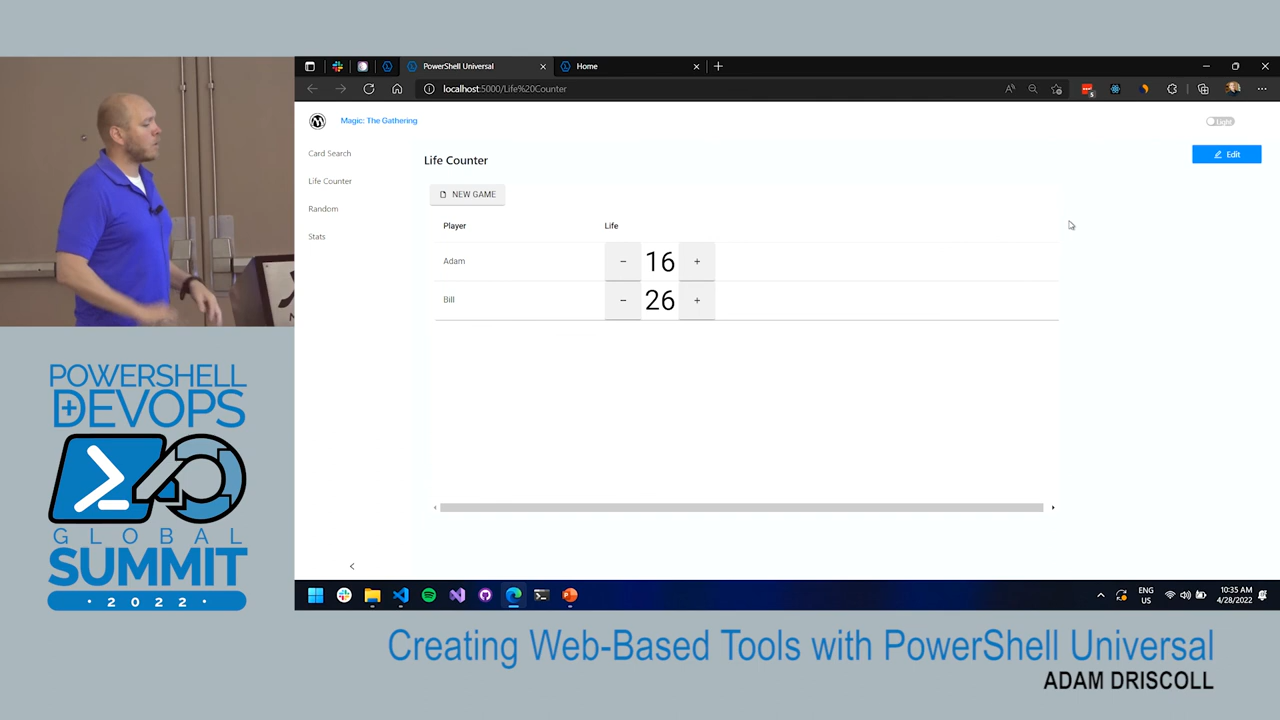 PowerShell Universal
Home
localhost:5000/Life%20Counter
Magic: The Gathering
Light
Card Search
Life Counter
Random
Stats
Life Counter
Edit
NEW GAME
Player Life
Adam − 16 +
Bill − 26 +
ENG
US
10:35 AM
4/28/2022
POWERSHELL
DEVOPS
GLOBAL
SUMMIT
· 2022 ·
Creating Web-Based Tools with PowerShell Universal
ADAM DRISCOLL